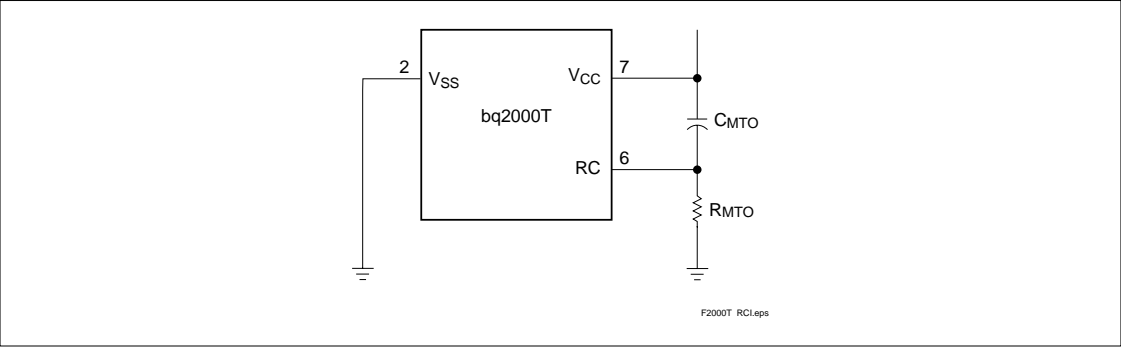 2
VSS
VCC
7
bq2000T
CMTO
RC
6
RMTO
F2000T RCI.eps